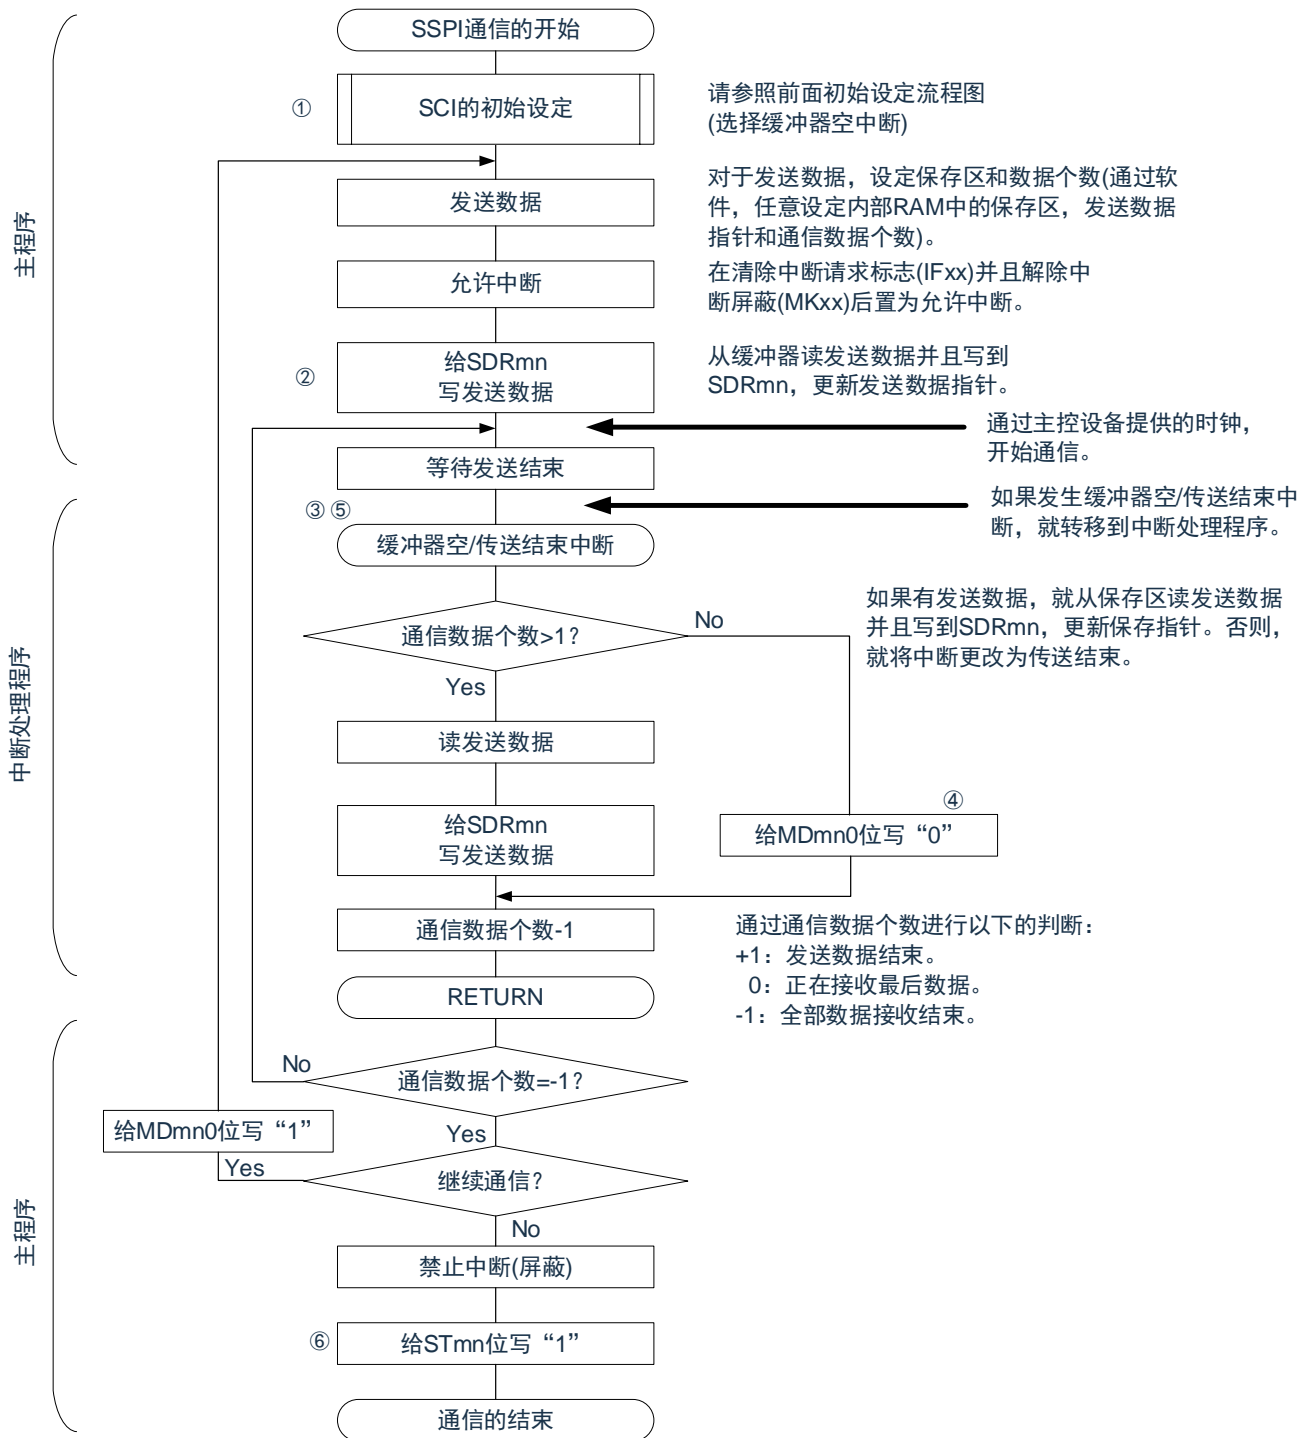 SSPI通信的开始
①
SCI的初始设定
请参照前面初始设定流程图
(选择缓冲器空中断)
发送数据
对于发送数据，设定保存区和数据个数(通过软
件，任意设定内部RAM中的保存区，发送数据
指针和通信数据个数)。
主程序
允许中断
在清除中断请求标志(IFxx)并且解除中
断屏蔽(MKxx)后置为允许中断。
②
给SDRmn
写发送数据
从缓冲器读发送数据并且写到
SDRmn，更新发送数据指针。
通过主控设备提供的时钟，
开始通信。
等待发送结束
③⑤
如果发生缓冲器空/传送结束中
断，就转移到中断处理程序。
缓冲器空/传送结束中断
如果有发送数据，就从保存区读发送数据
并且写到SDRmn，更新保存指针。否则，
就将中断更改为传送结束。
通信数据个数>1？
No
Yes
中断处理程序
读发送数据
④
给SDRmn
写发送数据
给MDmn0位写“0”
通信数据个数-1
通过通信数据个数进行以下的判断：
+1：发送数据结束。
0：正在接收最后数据。
-1：全部数据接收结束。
RETURN
No
通信数据个数=-1？
给MDmn0位写“1”
Yes
Yes
继续通信？
主程序
No
禁止中断(屏蔽)
⑥
给STmn位写“1”
通信的结束